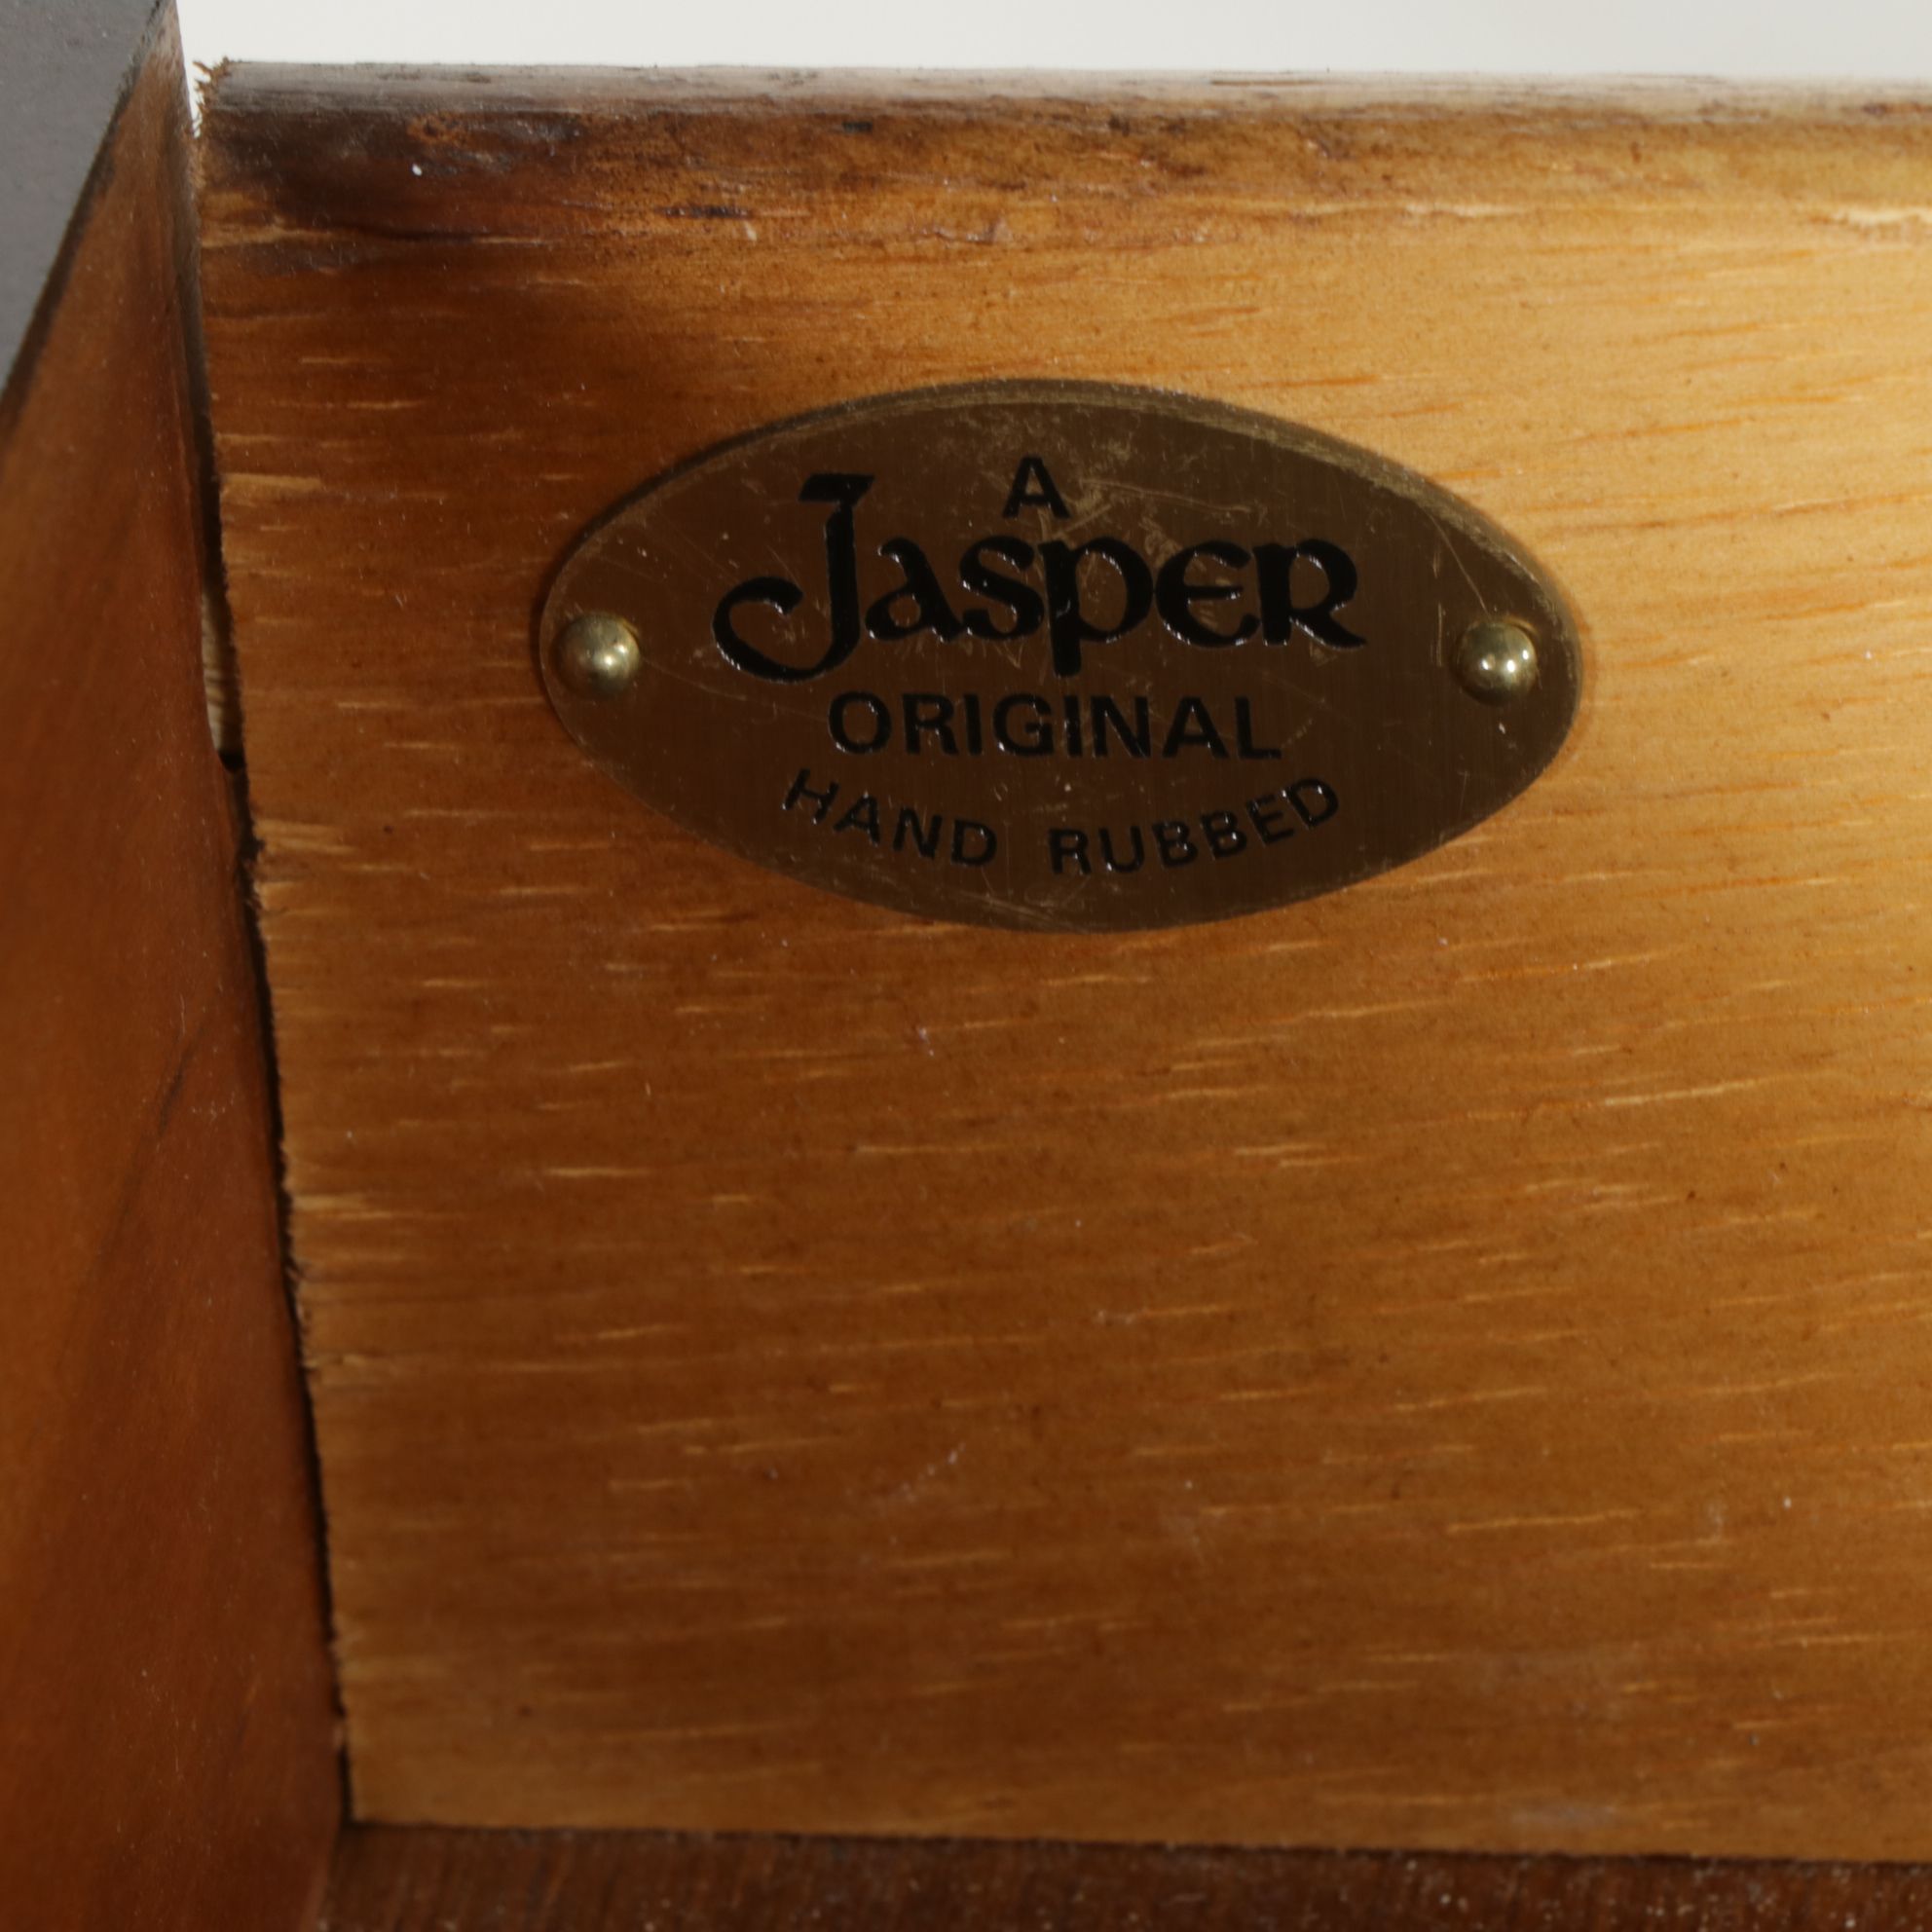 A
Jasper
ORIGINAL
HAND RUBBED